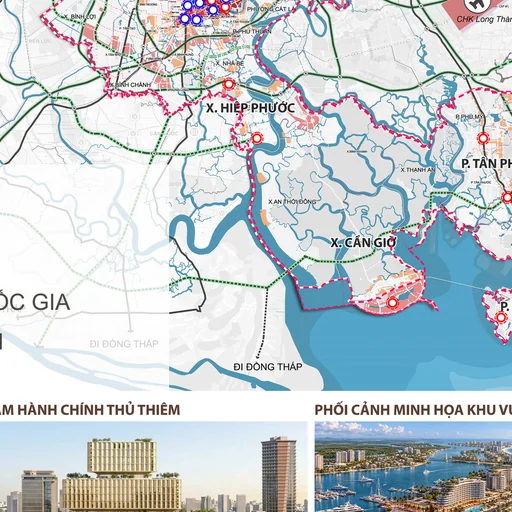 X. BÌNH LỢI
PHƯỜNG CÁT LÁI
P. PHÚ THUẬN
CHK Long Thàn
X. NHÀ BÈ
X. BÌNH CHÁNH
X. HIỆP PHƯỚC
P. PHÚ MỸ
P. TÂN PH
X. THẠNH AN
X. AN THỚI ĐÔNG
X. CẦN GIỜ
ỐC GIA
P.
ĐI ĐỒNG THÁP
ĐI ĐỒNG THÁP
ÂM HÀNH CHÍNH THỦ THIÊM
PHỐI CẢNH MINH HỌA KHU VỰ